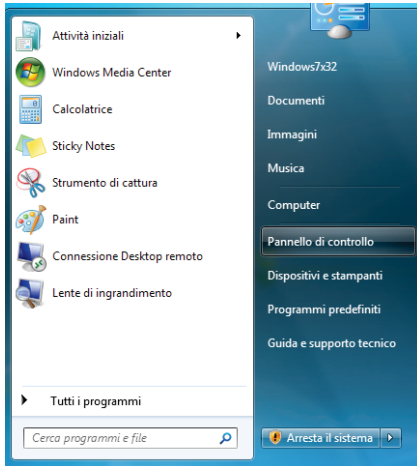 Attività iniziali
Windows Media Center
Calcolatrice
Sticky Notes
Strumento di cattura
Paint
Connessione Desktop remoto
Lente di ingrandimento
Tutti i programmi
Cerca programmi e file
Windows7x32
Documenti
Immagini
Musica
Computer
Pannello di controllo
Dispositivi e stampanti
Programmi predefiniti
Guida e supporto tecnico
Arresta il sistema